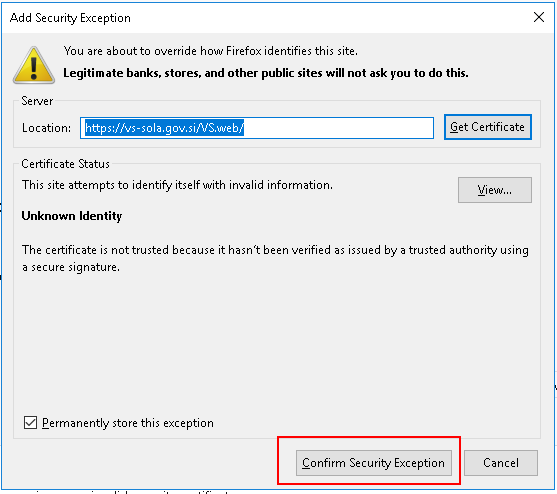 Add Security Exception
You are about to override how Firefox identifies this site.
Legitimate banks, stores, and other public sites will not ask you to do this.
Server
Location: https://vs-sola.gov.si/VS.web/ Get Certificate
Certificate Status
This site attempts to identify itself with invalid information. View...
Unknown Identity
The certificate is not trusted because it hasn't been verified as issued by a trusted authority using
a secure signature.
Permanently store this exception
Confirm Security Exception Cancel